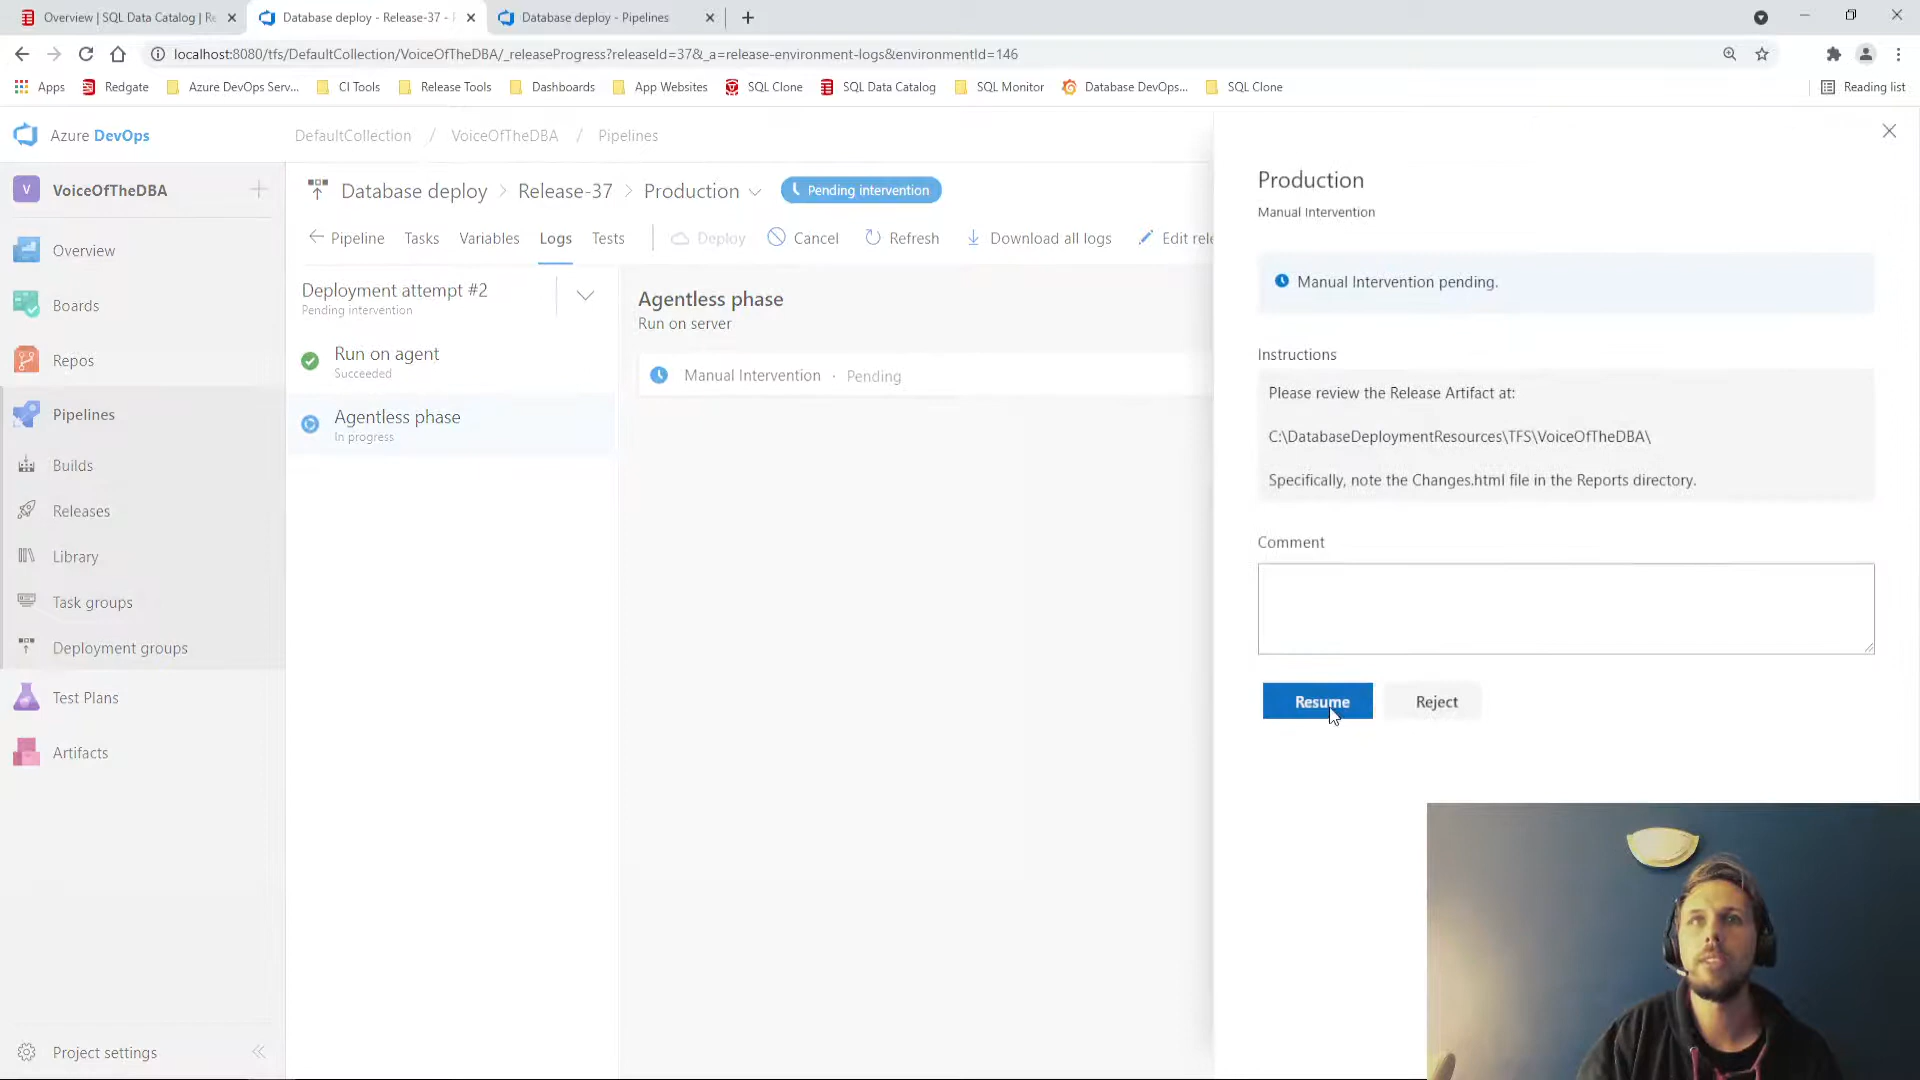 Overview | SQL Data Catalog | Re
Database deploy - Release-37 -
Database deploy - Pipelines
localhost:8080/tfs/DefaultCollection/VoiceOfTheDBA/_releaseProgress?releaseId=37&_a=release-environment-logs&environmentId=146
Apps
Redgate
Azure DevOps Serv...
CI Tools
Release Tools
Dashboards
App Websites
SQL Clone
SQL Data Catalog
SQL Monitor
Database DevOps...
SQL Clone
Reading list
Azure DevOps
DefaultCollection / VoiceOfTheDBA / Pipelines
V VoiceOfTheDBA
Overview
Boards
Repos
Pipelines
Builds
Releases
Library
Task groups
Deployment groups
Test Plans
Artifacts
Project settings
Database deploy > Release-37 > Production
Pending intervention
Pipeline
Tasks
Variables
Logs
Tests
Deploy
Cancel
Refresh
Download all logs
Edit rele
Deployment attempt #2
Pending intervention
Run on agent
Succeeded
Agentless phase
In progress
Agentless phase
Run on server
Manual Intervention · Pending
Production
Manual Intervention
Manual Intervention pending.
Instructions
Please review the Release Artifact at:
C:\DatabaseDeploymentResources\TFS\VoiceOfTheDBA\
Specifically, note the Changes.html file in the Reports directory.
Comment
Resume
Reject